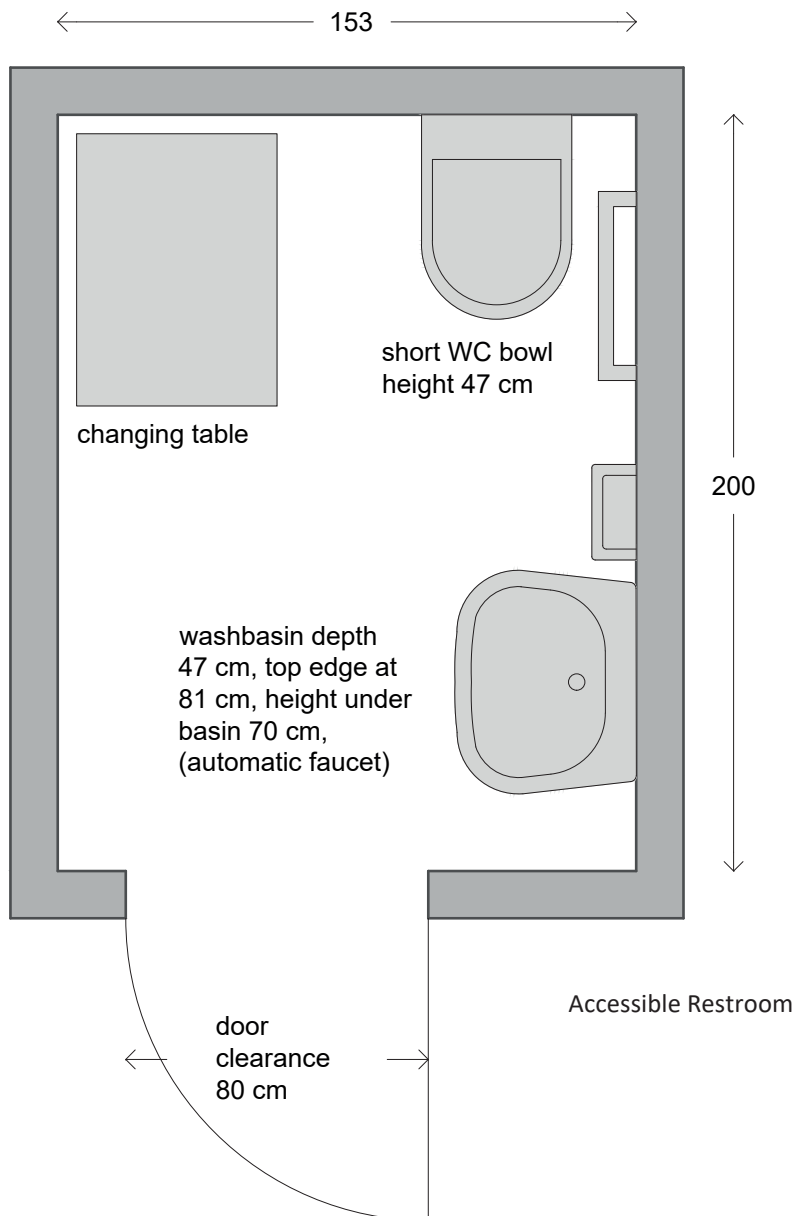 153
short WC bowl
height 47 cm
changing table
200
washbasin depth
47 cm, top edge at
81 cm, height under
basin 70 cm,
(automatic faucet)
Accessible Restroom
door
clearance
80 cm